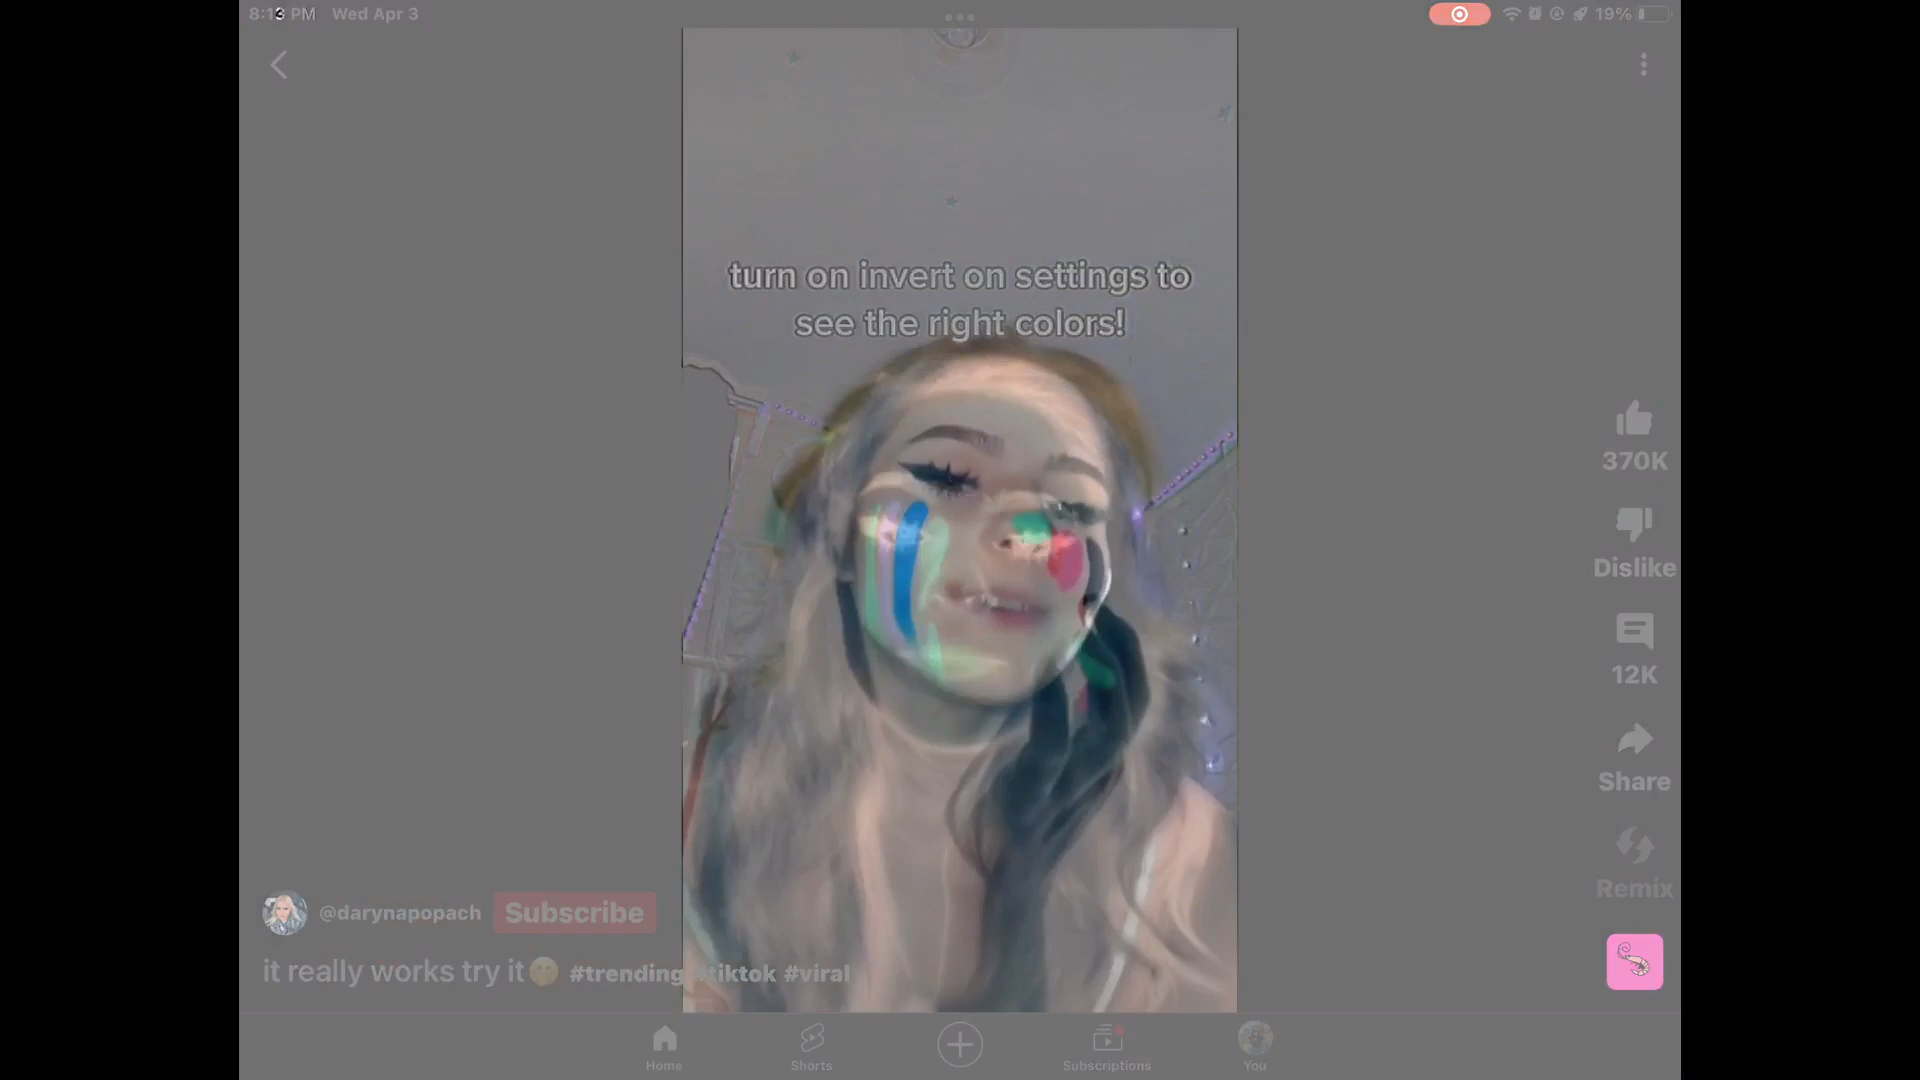 8:13 PM Wed Apr 3
19%
turn on invert on settings to
see the right colors!
370K
Dislike
12K
Share
Remix
@darynapopach Subscribe
it really works try it🤭 #trending #tiktok #viral
Home Shorts Subscriptions You